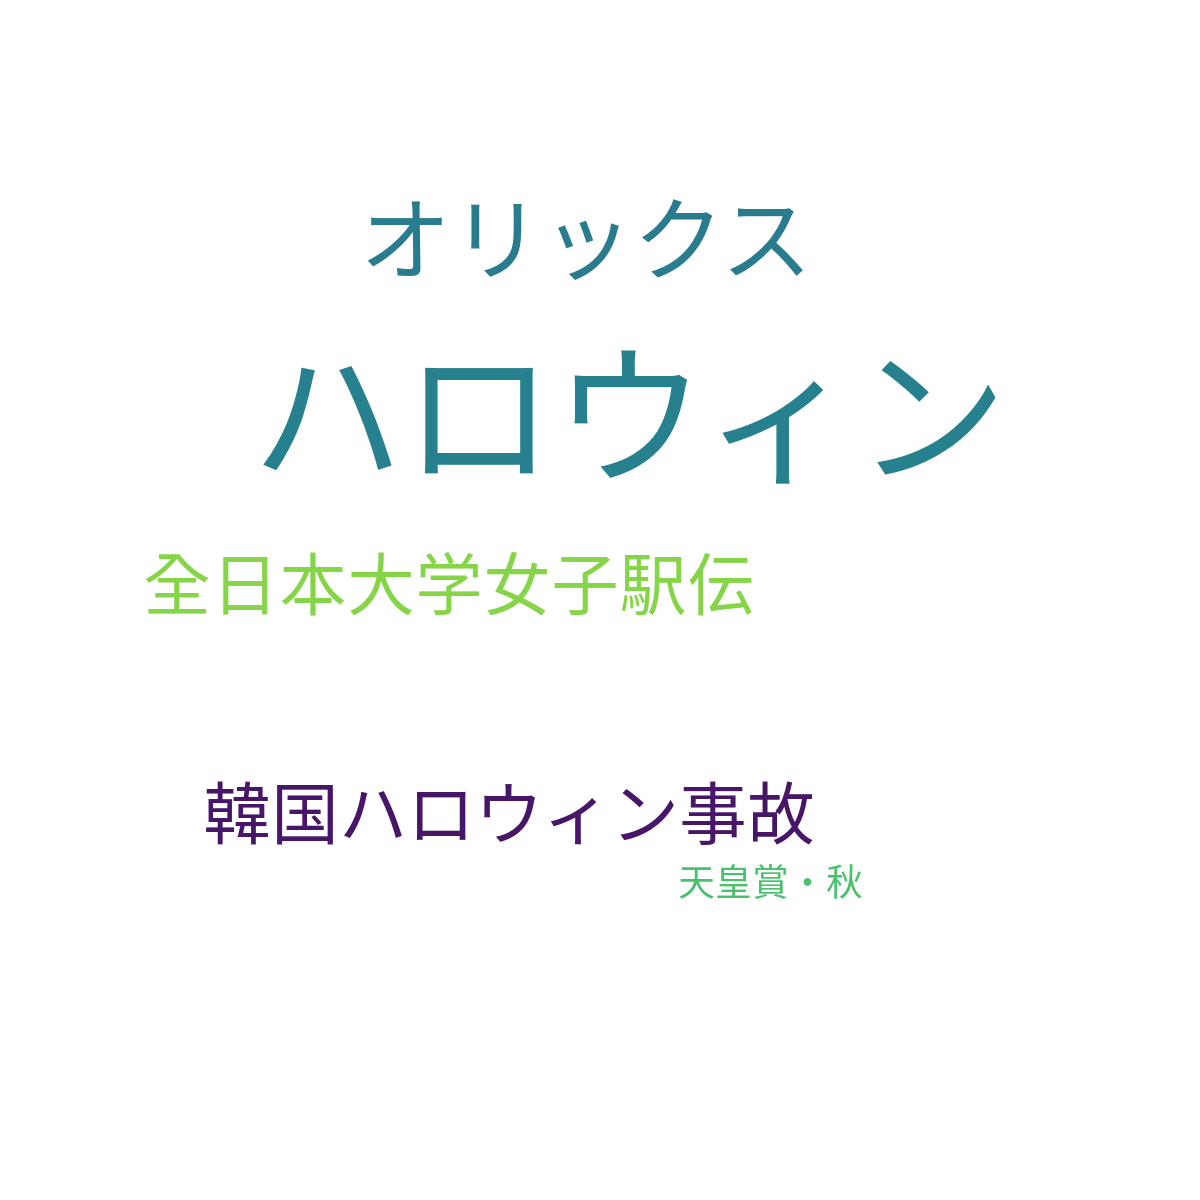 オリックス
ハロウィン
全日本大学女子駅伝
韓国ハロウィン事故
天皇賞・秋